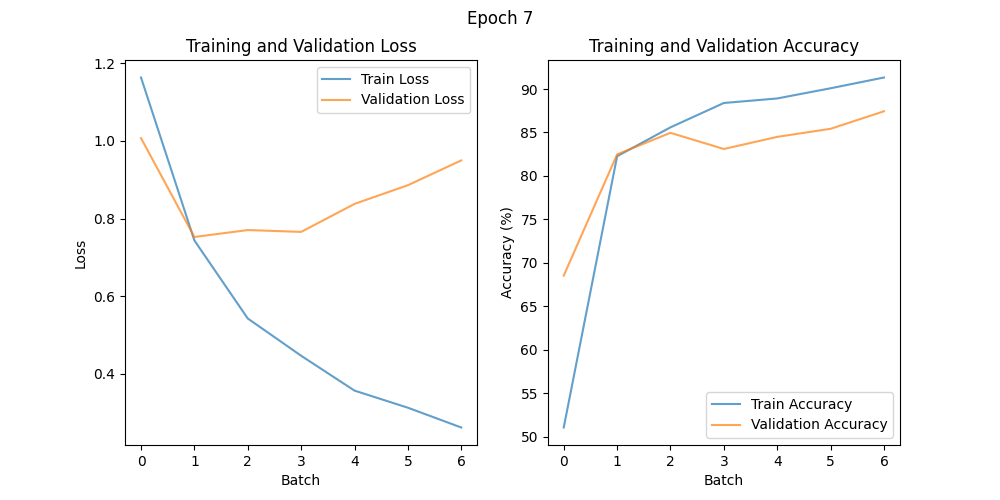 Epoch 7
Training and Validation Loss
1.2
1.0
0.8
0.6
0.4
Loss
0 1 2 3 4 5 6
Batch
Train Loss
Validation Loss
Training and Validation Accuracy
90
85
80
75
70
65
60
55
50
Accuracy (%)
0 1 2 3 4 5 6
Batch
Train Accuracy
Validation Accuracy